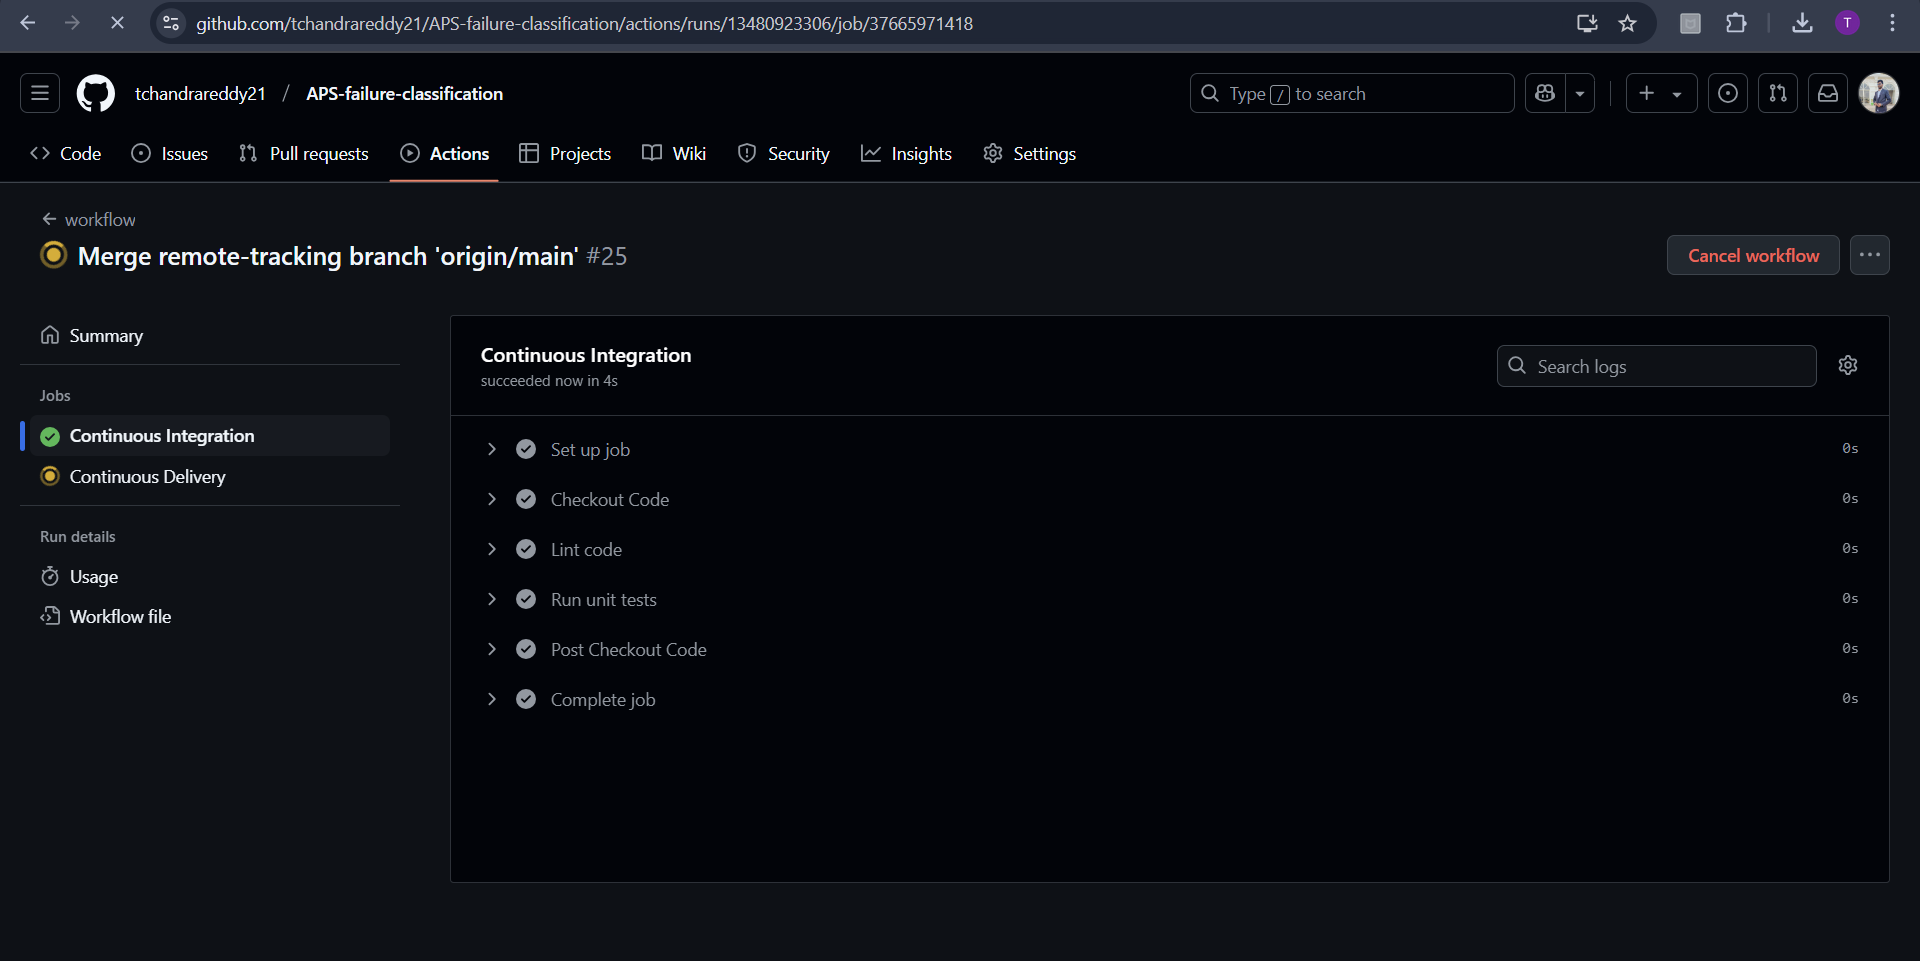 github.com/tchandrareddy21/APS-failure-classification/actions/runs/13480923306/job/37665971418
T
tchandrareddy21 / APS-failure-classification
Type / to search
Code
Issues
Pull requests
Actions
Projects
Wiki
Security
Insights
Settings
workflow
Merge remote-tracking branch 'origin/main' #25
Cancel workflow
Summary
Jobs
Continuous Integration
Continuous Delivery
Run details
Usage
Workflow file
Continuous Integration
succeeded now in 4s
Search logs
Set up job 0s
Checkout Code 0s
Lint code 0s
Run unit tests 0s
Post Checkout Code 0s
Complete job 0s